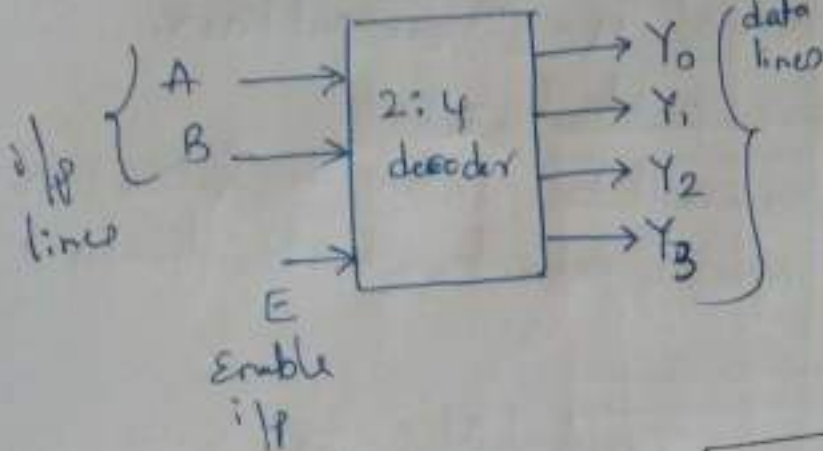 i/p
lines
A
B
E
Enable
i/p
2:4
decoder
Y0
Y1
Y2
Y3
data
lines